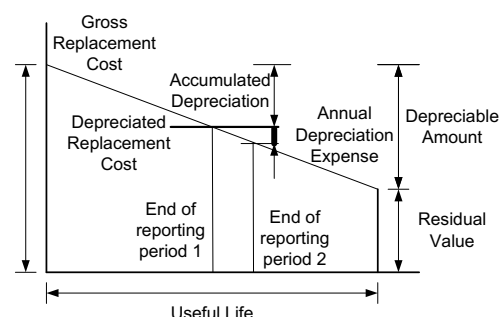 Gross
Replacement
Cost
Accumulated
Depreciation
Depreciated
Replacement
Cost
Annual
Depreciation
Expense
Depreciable
Amount
End of
reporting
period 1
End of
reporting
period 2
Residual
Value
Useful Life